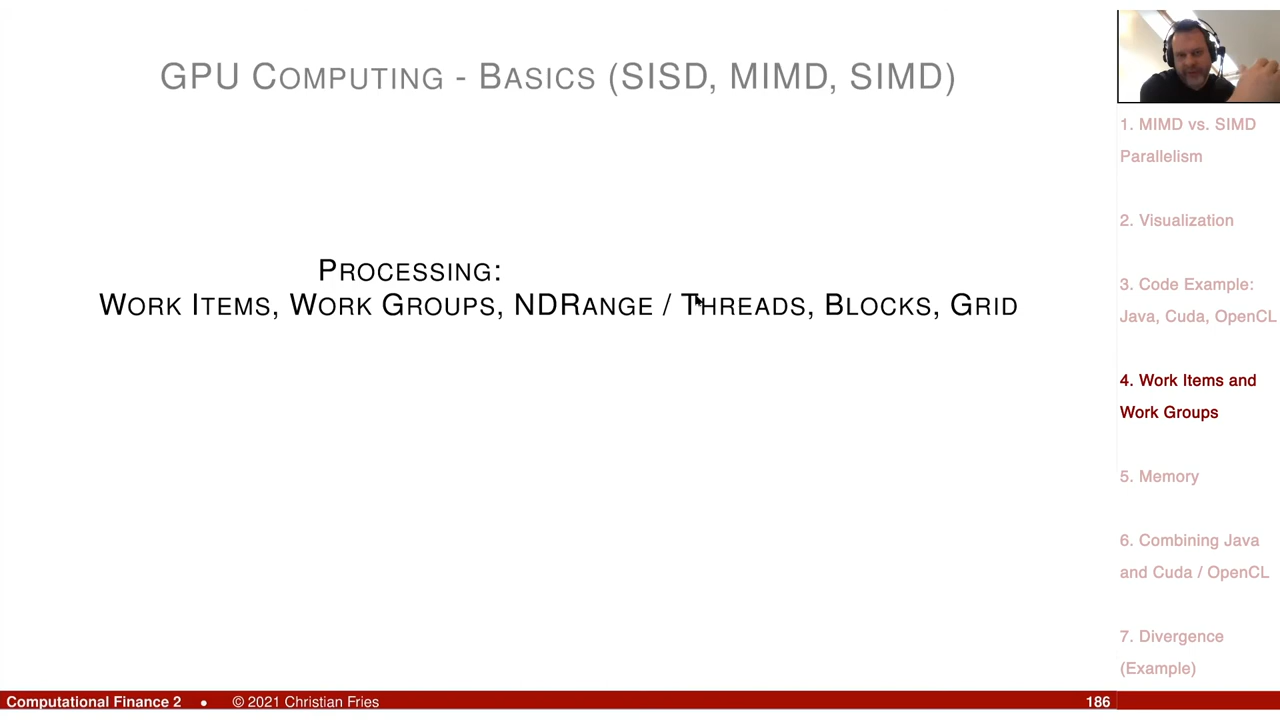 GPU Computing - Basics (SISD, MIMD, SIMD)
Processing:
Work Items, Work Groups, NDRange / Threads, Blocks, Grid
1. MIMD vs. SIMD
Parallelism
2. Visualization
3. Code Example:
Java, Cuda, OpenCL
4. Work Items and
Work Groups
5. Memory
6. Combining Java
and Cuda / OpenCL
7. Divergence
(Example)
Computational Finance 2 • © 2021 Christian Fries 186